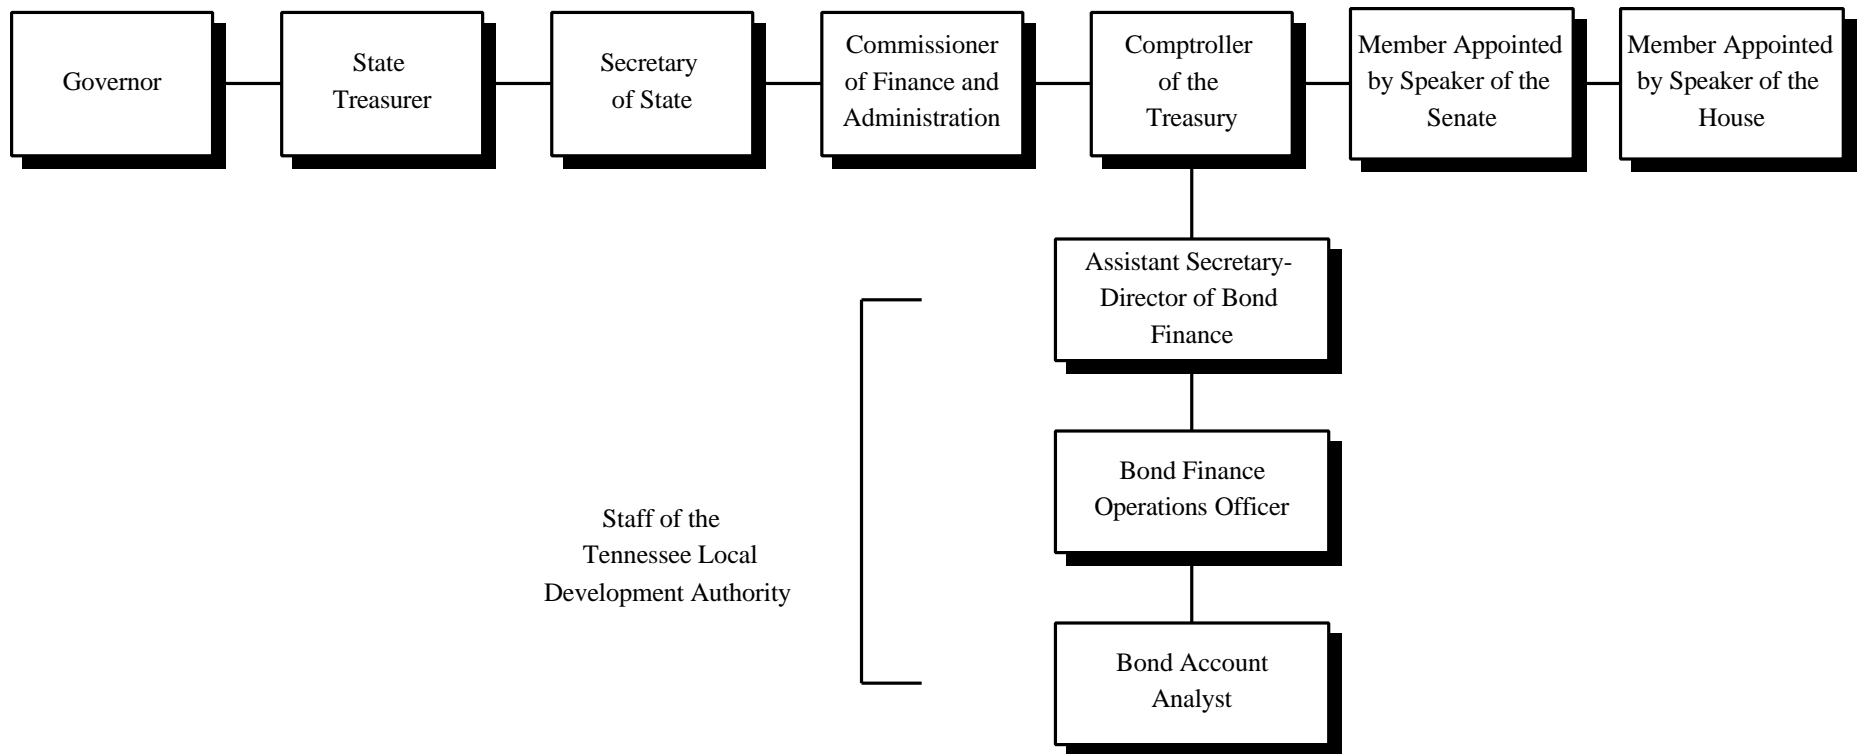 Governor
State
Treasurer
Secretary
of State
Commissioner
of Finance and
Administration
Comptroller
of the
Treasury
Member Appointed
by Speaker of the
Senate
Member Appointed
by Speaker of the
House
Assistant Secretary-
Director of Bond
Finance
Bond Finance
Operations Officer
Staff of the
Tennessee Local
Development Authority
Bond Account
Analyst